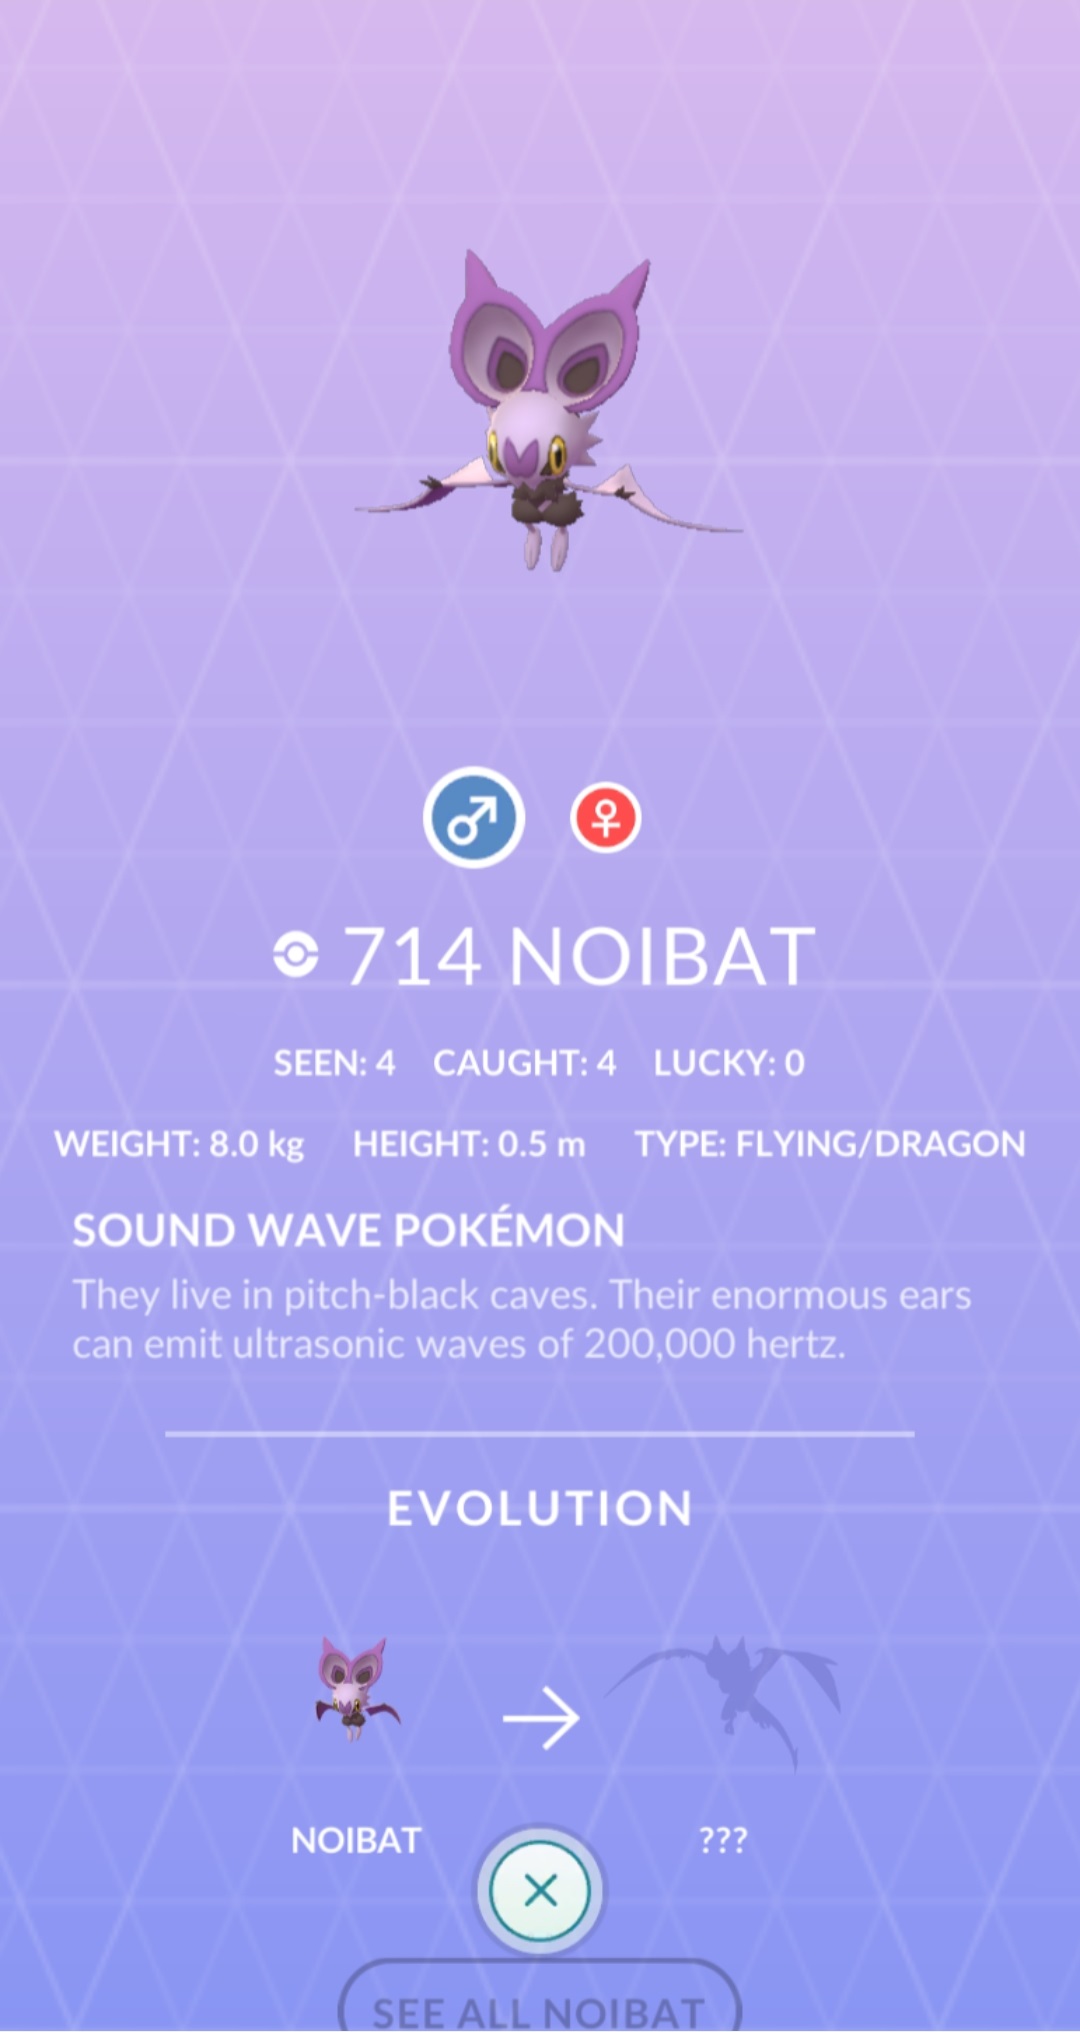 714 NOIBAT
SEEN: 4 CAUGHT: 4 LUCKY: 0
WEIGHT: 8.0 kg HEIGHT: 0.5 m TYPE: FLYING/DRAGON
SOUND WAVE POKÉMON
They live in pitch-black caves. Their enormous ears
can emit ultrasonic waves of 200,000 hertz.
EVOLUTION
NOIBAT ???
SEE ALL NOIBAT